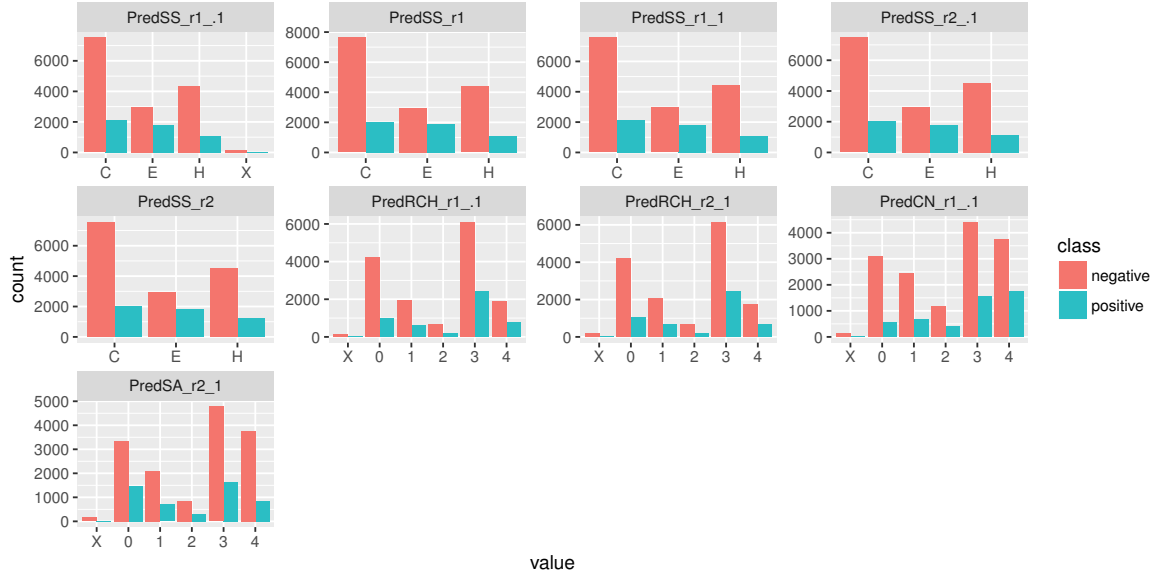 PredSS_r1_.1 PredSS_r1 PredSS_r1_1 PredSS_r2_.1
6000 4000 2000 0
8000 6000 4000 2000 0
6000 4000 2000 0
6000 4000 2000 0
C E H X
C E H
C E H
C E H
PredSS_r2 PredRCH_r1_.1 PredRCH_r2_1 PredCN_r1_.1
6000 4000 2000 0
6000 4000 2000 0
6000 4000 2000 0
4000 3000 2000 1000 0
C E H
X 0 1 2 3 4
X 0 1 2 3 4
X 0 1 2 3 4
PredSA_r2_1
5000 4000 3000 2000 1000 0
X 0 1 2 3 4
count
value
class
negative
positive